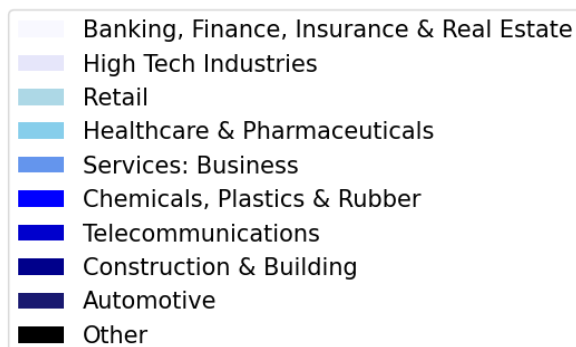 Banking, Finance, Insurance & Real Estate
High Tech Industries
Retail
Healthcare & Pharmaceuticals
Services: Business
Chemicals, Plastics & Rubber
Telecommunications
Construction & Building
Automotive
Other